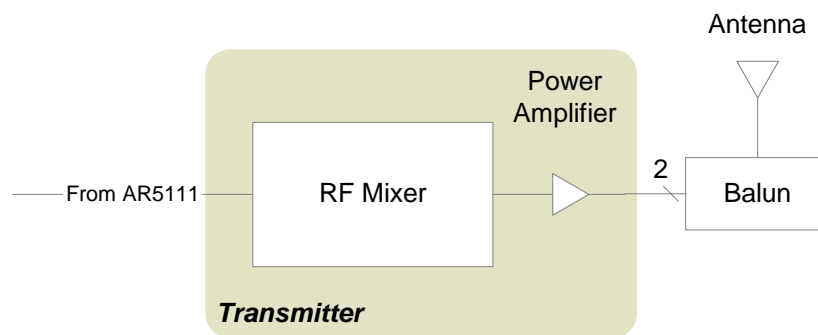 Antenna
Power
Amplifier
2
From AR5111
RF Mixer
Balun
Transmitter